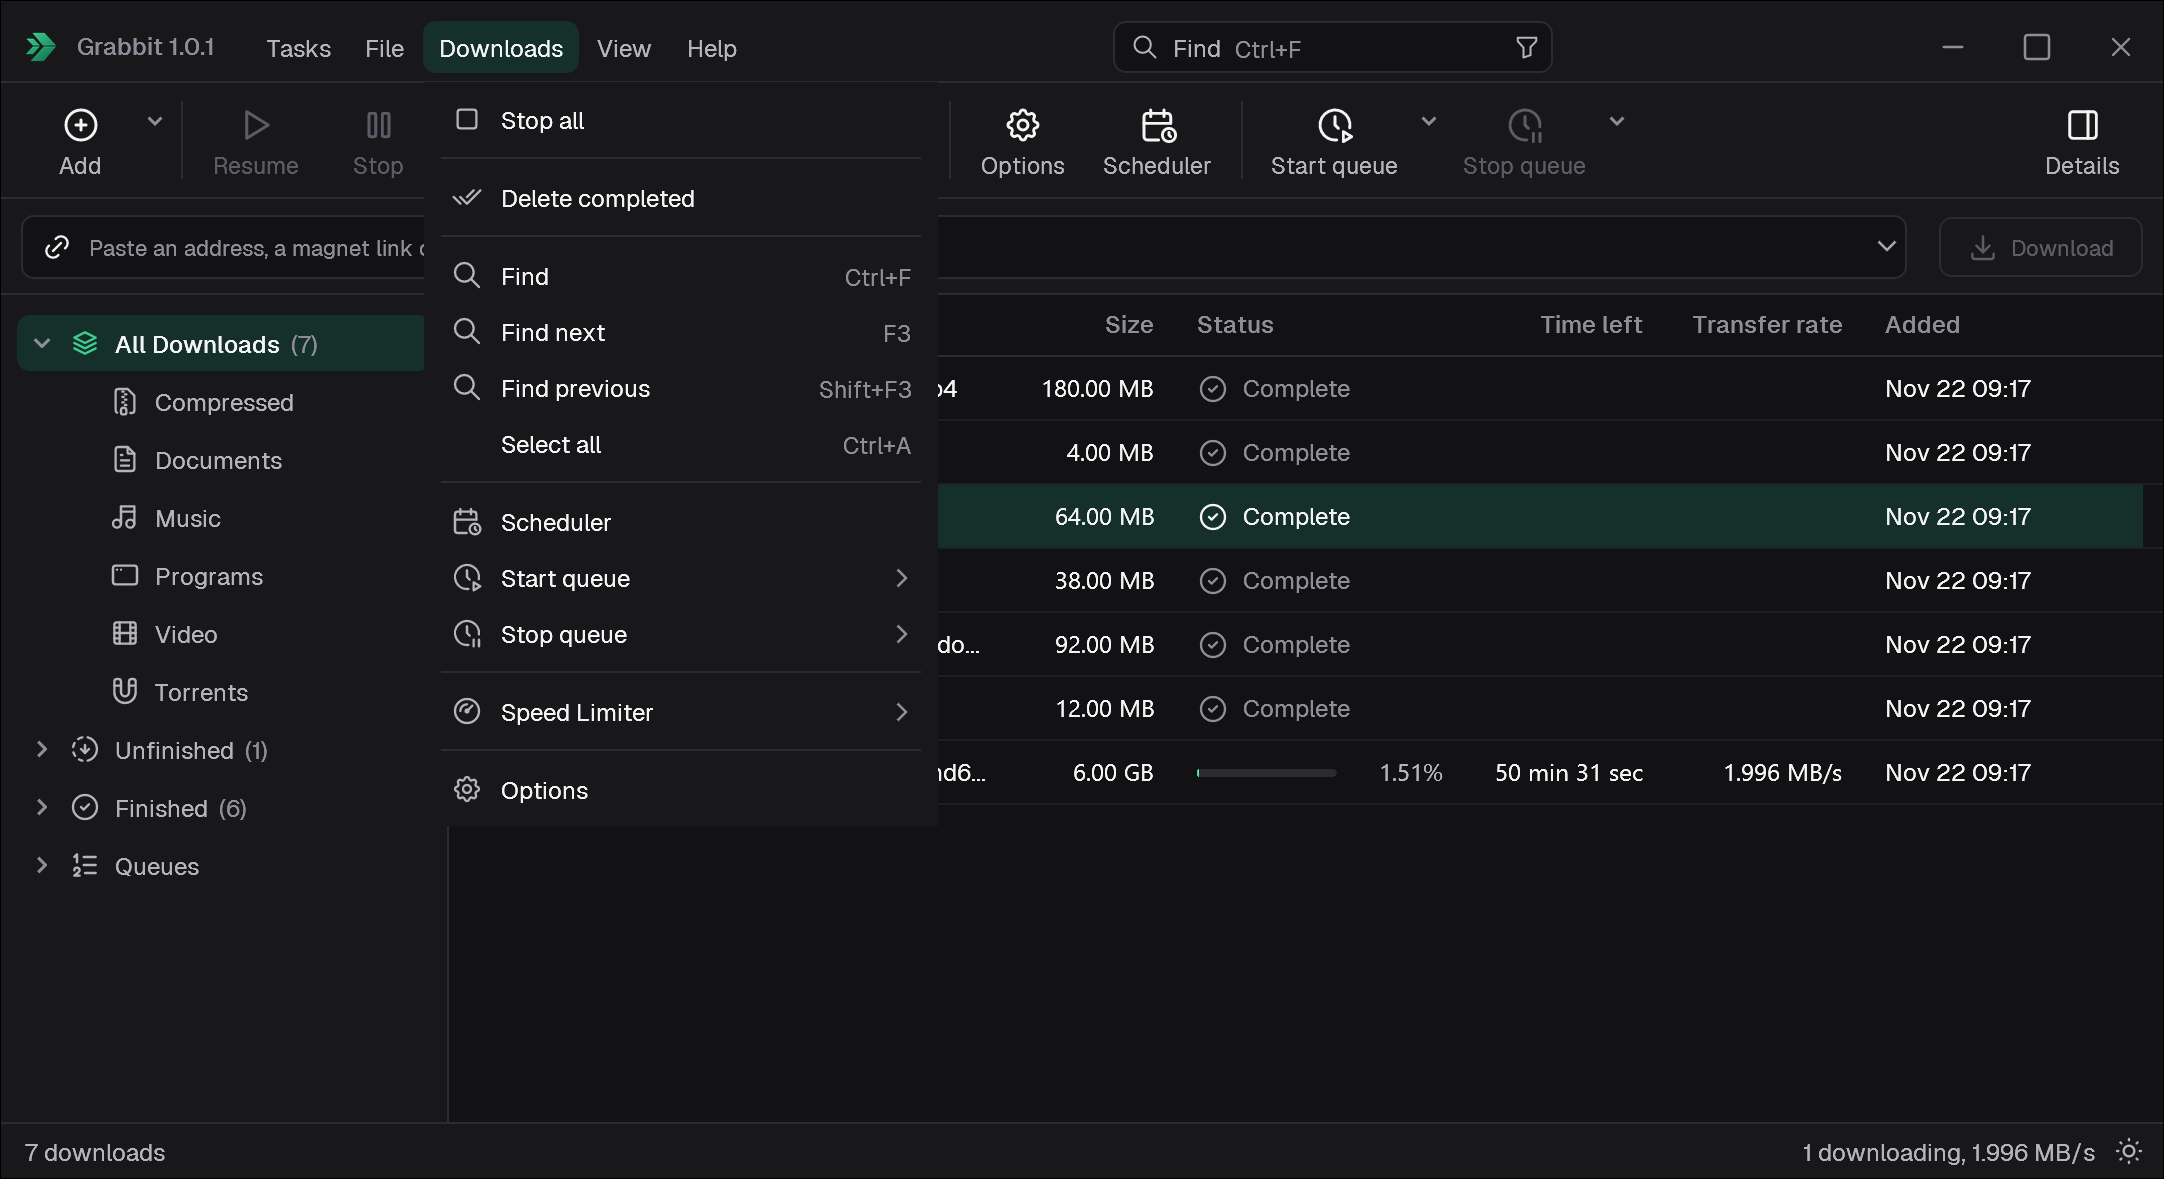 Grabbit 1.0.1 Tasks File Downloads View Help Find Ctrl+F
Add Resume Stop Options Scheduler Start queue Stop queue Details
Paste an address, a magnet link Download
Stop all
Delete completed
Find Ctrl+F
Find next F3
Find previous Shift+F3
Select all Ctrl+A
Scheduler
Start queue
Stop queue
Speed Limiter
Options
All Downloads (7)
Compressed
Documents
Music
Programs
Video
Torrents
Unfinished (1)
Finished (6)
Queues
Size Status Time left Transfer rate Added
180.00 MB Complete Nov 22 09:17
4.00 MB Complete Nov 22 09:17
64.00 MB Complete Nov 22 09:17
38.00 MB Complete Nov 22 09:17
do... 92.00 MB Complete Nov 22 09:17
12.00 MB Complete Nov 22 09:17
6.00 GB 1.51% 50 min 31 sec 1.996 MB/s Nov 22 09:17
7 downloads 1 downloading, 1.996 MB/s